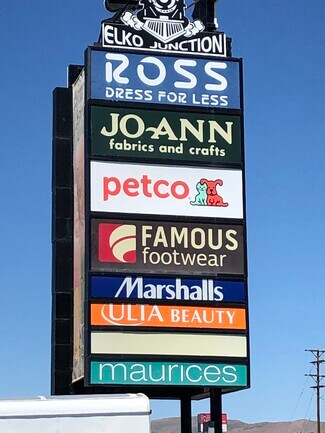 ELKO JUNCTION
ROSS
DRESS FOR LESS
JO-ANN
fabrics and crafts
petco
FAMOUS
footwear
Marshalls
ULTA BEAUTY
maurices